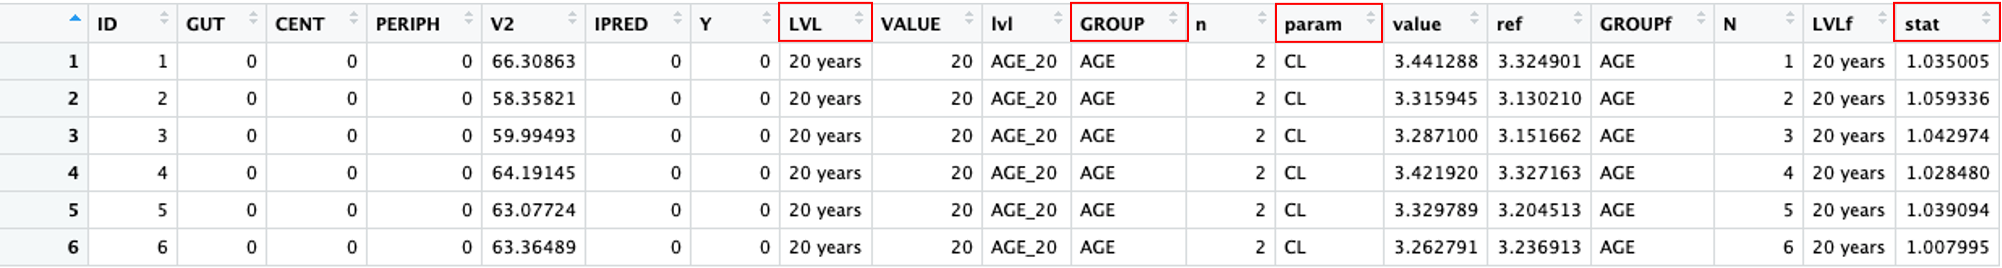 ID GUT CENT PERIPH V2 IPRED Y LVL VALUE lvl GROUP n param value ref GROUPf N LVLf stat
1 1 0 0 0 66.30863 0 0 20 years 20 AGE_20 AGE 2 CL 3.441288 3.324901 AGE 1 20 years 1.035005
2 2 0 0 0 58.35821 0 0 20 years 20 AGE_20 AGE 2 CL 3.315945 3.130210 AGE 2 20 years 1.059336
3 3 0 0 0 59.99493 0 0 20 years 20 AGE_20 AGE 2 CL 3.287100 3.151662 AGE 3 20 years 1.042974
4 4 0 0 0 64.19145 0 0 20 years 20 AGE_20 AGE 2 CL 3.421920 3.327163 AGE 4 20 years 1.028480
5 5 0 0 0 63.07724 0 0 20 years 20 AGE_20 AGE 2 CL 3.329789 3.204513 AGE 5 20 years 1.039094
6 6 0 0 0 63.36489 0 0 20 years 20 AGE_20 AGE 2 CL 3.262791 3.236913 AGE 6 20 years 1.007995